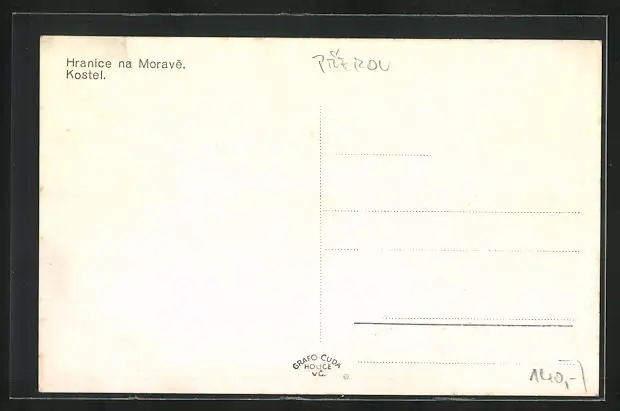 Hranice na Moravě.
Kostel.
PŘEROV
GRAFO ČUDA
HOLICE
v Č.
140,-